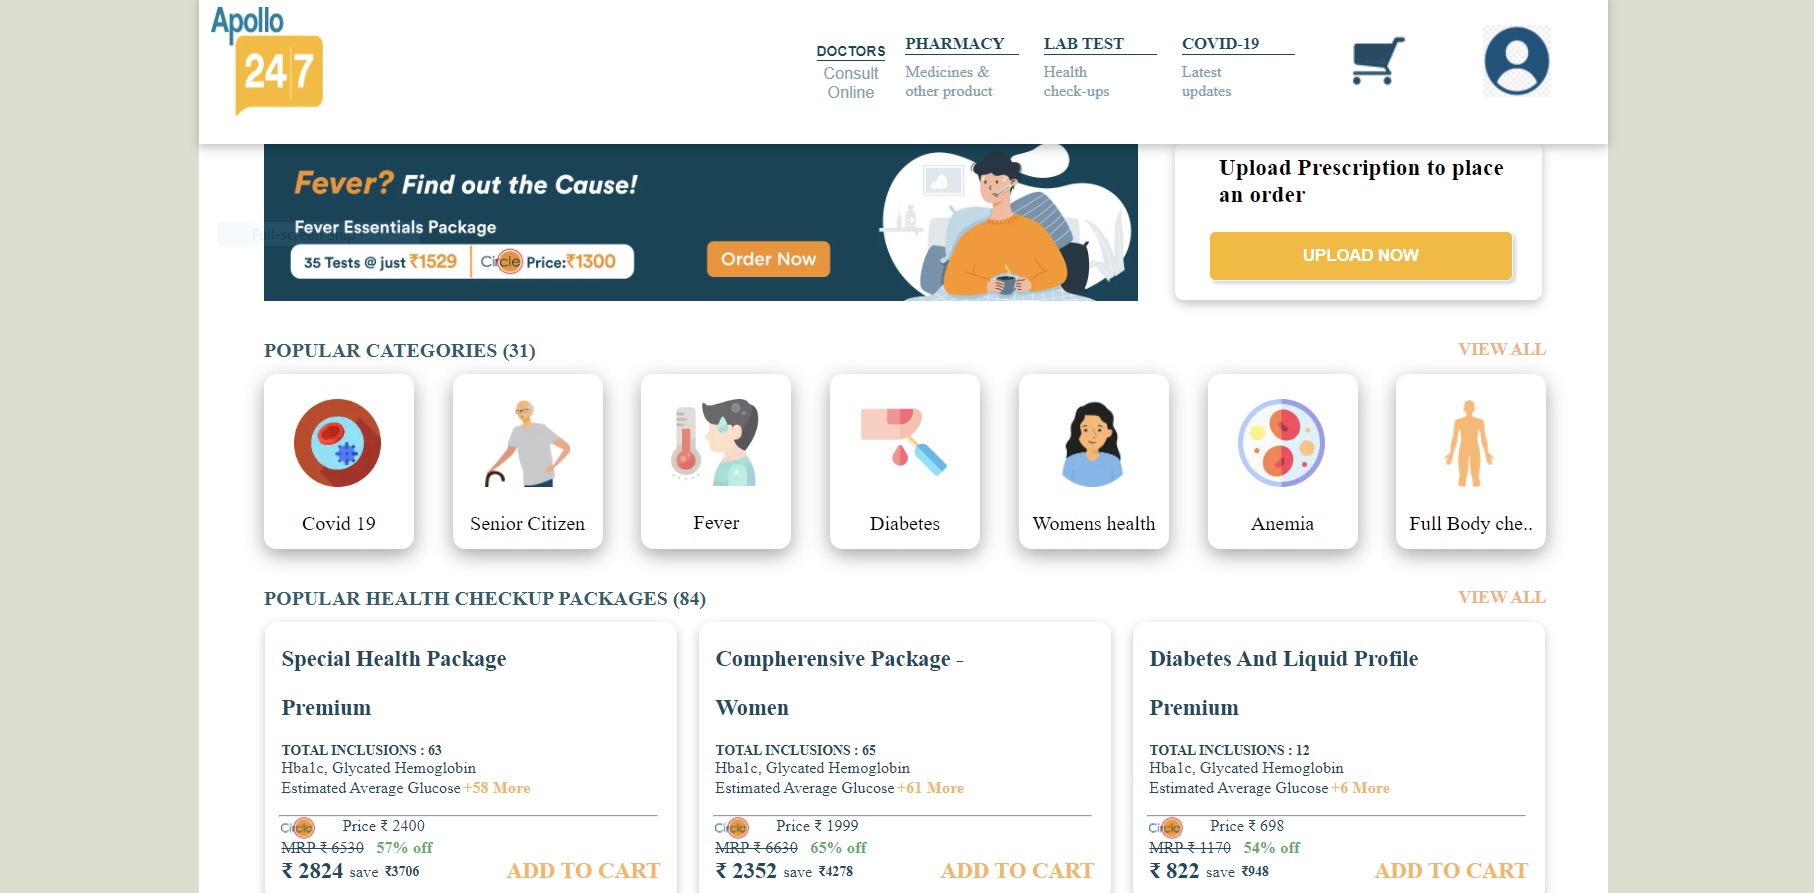 Apollo
24|7
DOCTORS
Consult
Online
PHARMACY
Medicines &
other product
LAB TEST
Health
check-ups
COVID-19
Latest
updates
Fever? Find out the Cause!
Fever Essentials Package
35 Tests @ just ₹1529
Circle Price:₹1300
Order Now
Upload Prescription to place
an order
UPLOAD NOW
POPULAR CATEGORIES (31)
VIEW ALL
Covid 19
Senior Citizen
Fever
Diabetes
Womens health
Anemia
Full Body che..
POPULAR HEALTH CHECKUP PACKAGES (84)
VIEW ALL
Special Health Package
Premium
TOTAL INCLUSIONS : 63
Hba1c, Glycated Hemoglobin
Estimated Average Glucose +58 More
Circle Price ₹ 2400
MRP ₹ 6530 57% off
₹ 2824 save ₹3706 ADD TO CART
Compherensive Package -
Women
TOTAL INCLUSIONS : 65
Hba1c, Glycated Hemoglobin
Estimated Average Glucose +61 More
Circle Price ₹ 1999
MRP ₹ 6630 65% off
₹ 2352 save ₹4278 ADD TO CART
Diabetes And Liquid Profile
Premium
TOTAL INCLUSIONS : 12
Hba1c, Glycated Hemoglobin
Estimated Average Glucose +6 More
Circle Price ₹ 698
MRP ₹ 1170 54% off
₹ 822 save ₹948 ADD TO CART